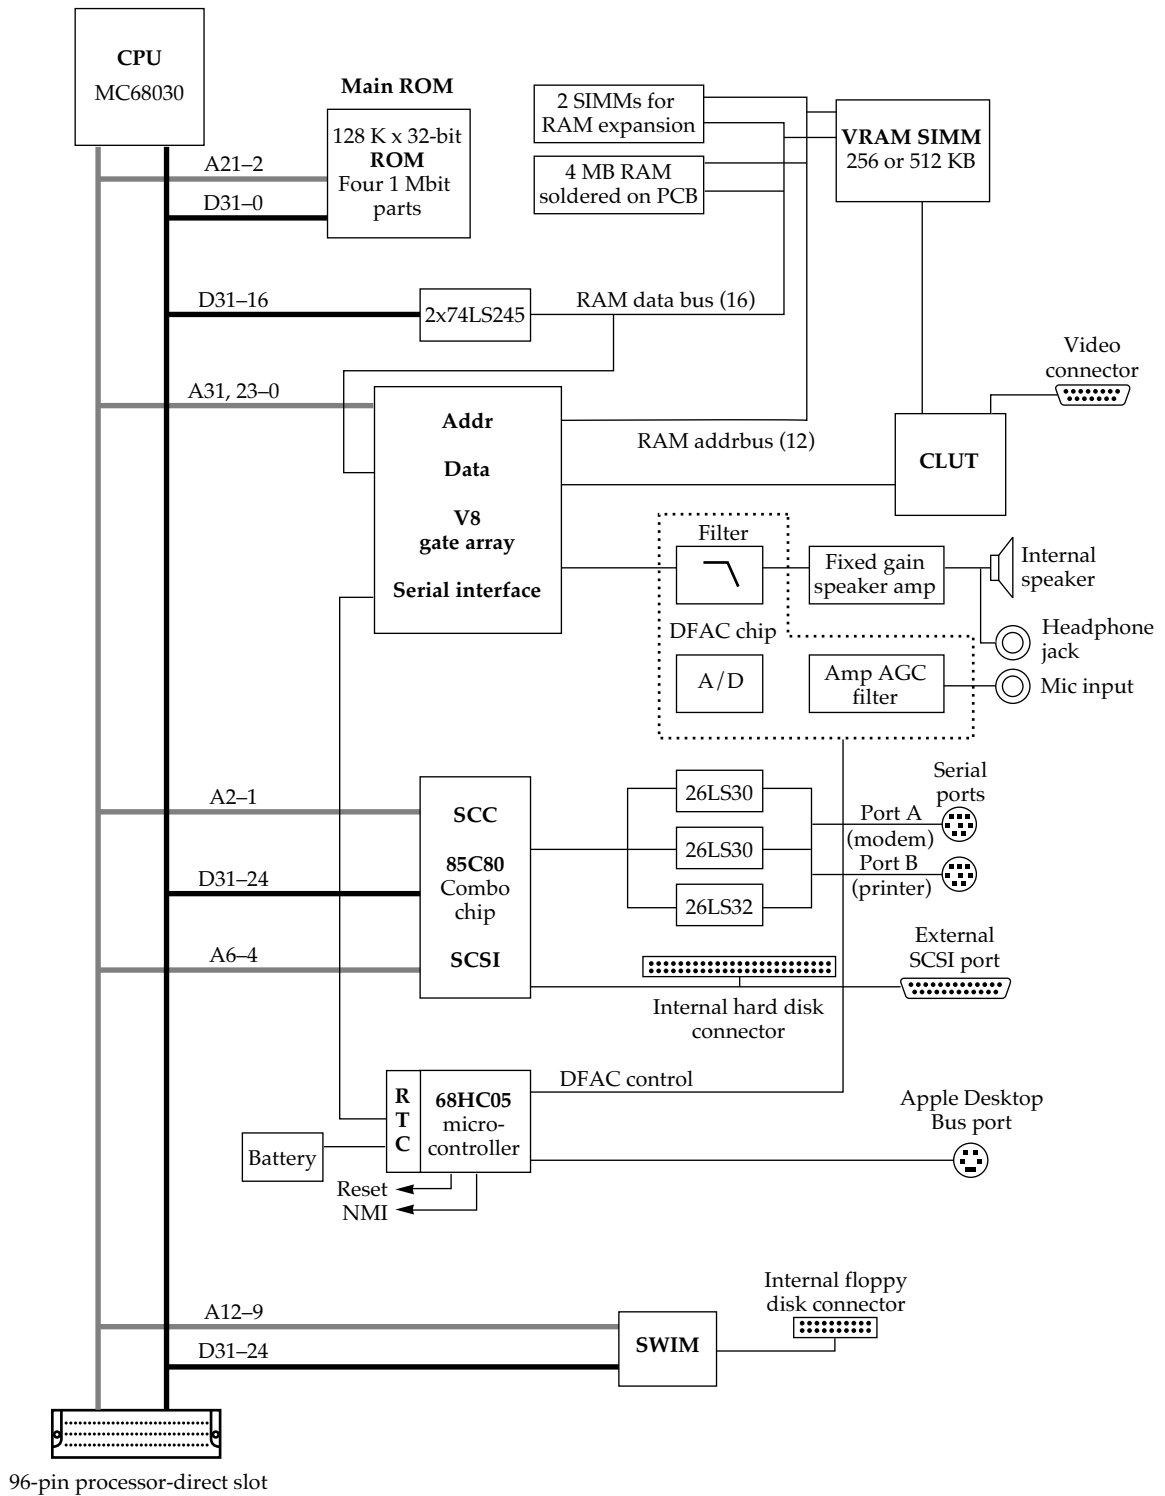 CPU
MC68030
Main ROM
128 K x 32-bit
ROM
Four 1 Mbit
parts
A21–2
D31–0
2 SIMMs for
RAM expansion
4 MB RAM
soldered on PCB
VRAM SIMM
256 or 512 KB
D31–16
2x74LS245
RAM data bus (16)
Video
connector
A31, 23–0
Addr
Data
V8
gate array
Serial interface
RAM addrbus (12)
CLUT
Filter
Fixed gain
speaker amp
Internal
speaker
DFAC chip
Headphone
jack
A/D
Amp AGC
filter
Mic input
A2–1
SCC
85C80
Combo
chip
SCSI
D31–24
A6–4
26LS30
26LS30
26LS32
Serial
ports
Port A
(modem)
Port B
(printer)
External
SCSI port
Internal hard disk
connector
DFAC control
R
T
C
68HC05
micro-
controller
Battery
Reset
NMI
Apple Desktop
Bus port
Internal floppy
disk connector
A12–9
D31–24
SWIM
96-pin processor-direct slot